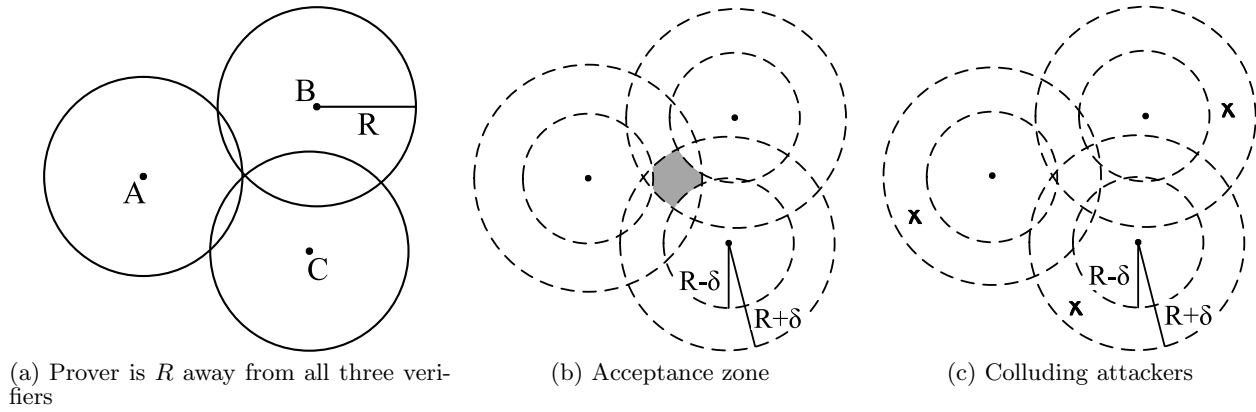 A
B
R
C
R-δ
R+δ
R-δ
R+δ
x
x
x
(a) Prover is R away from all three veri-
fiers
(b) Acceptance zone
(c) Colluding attackers